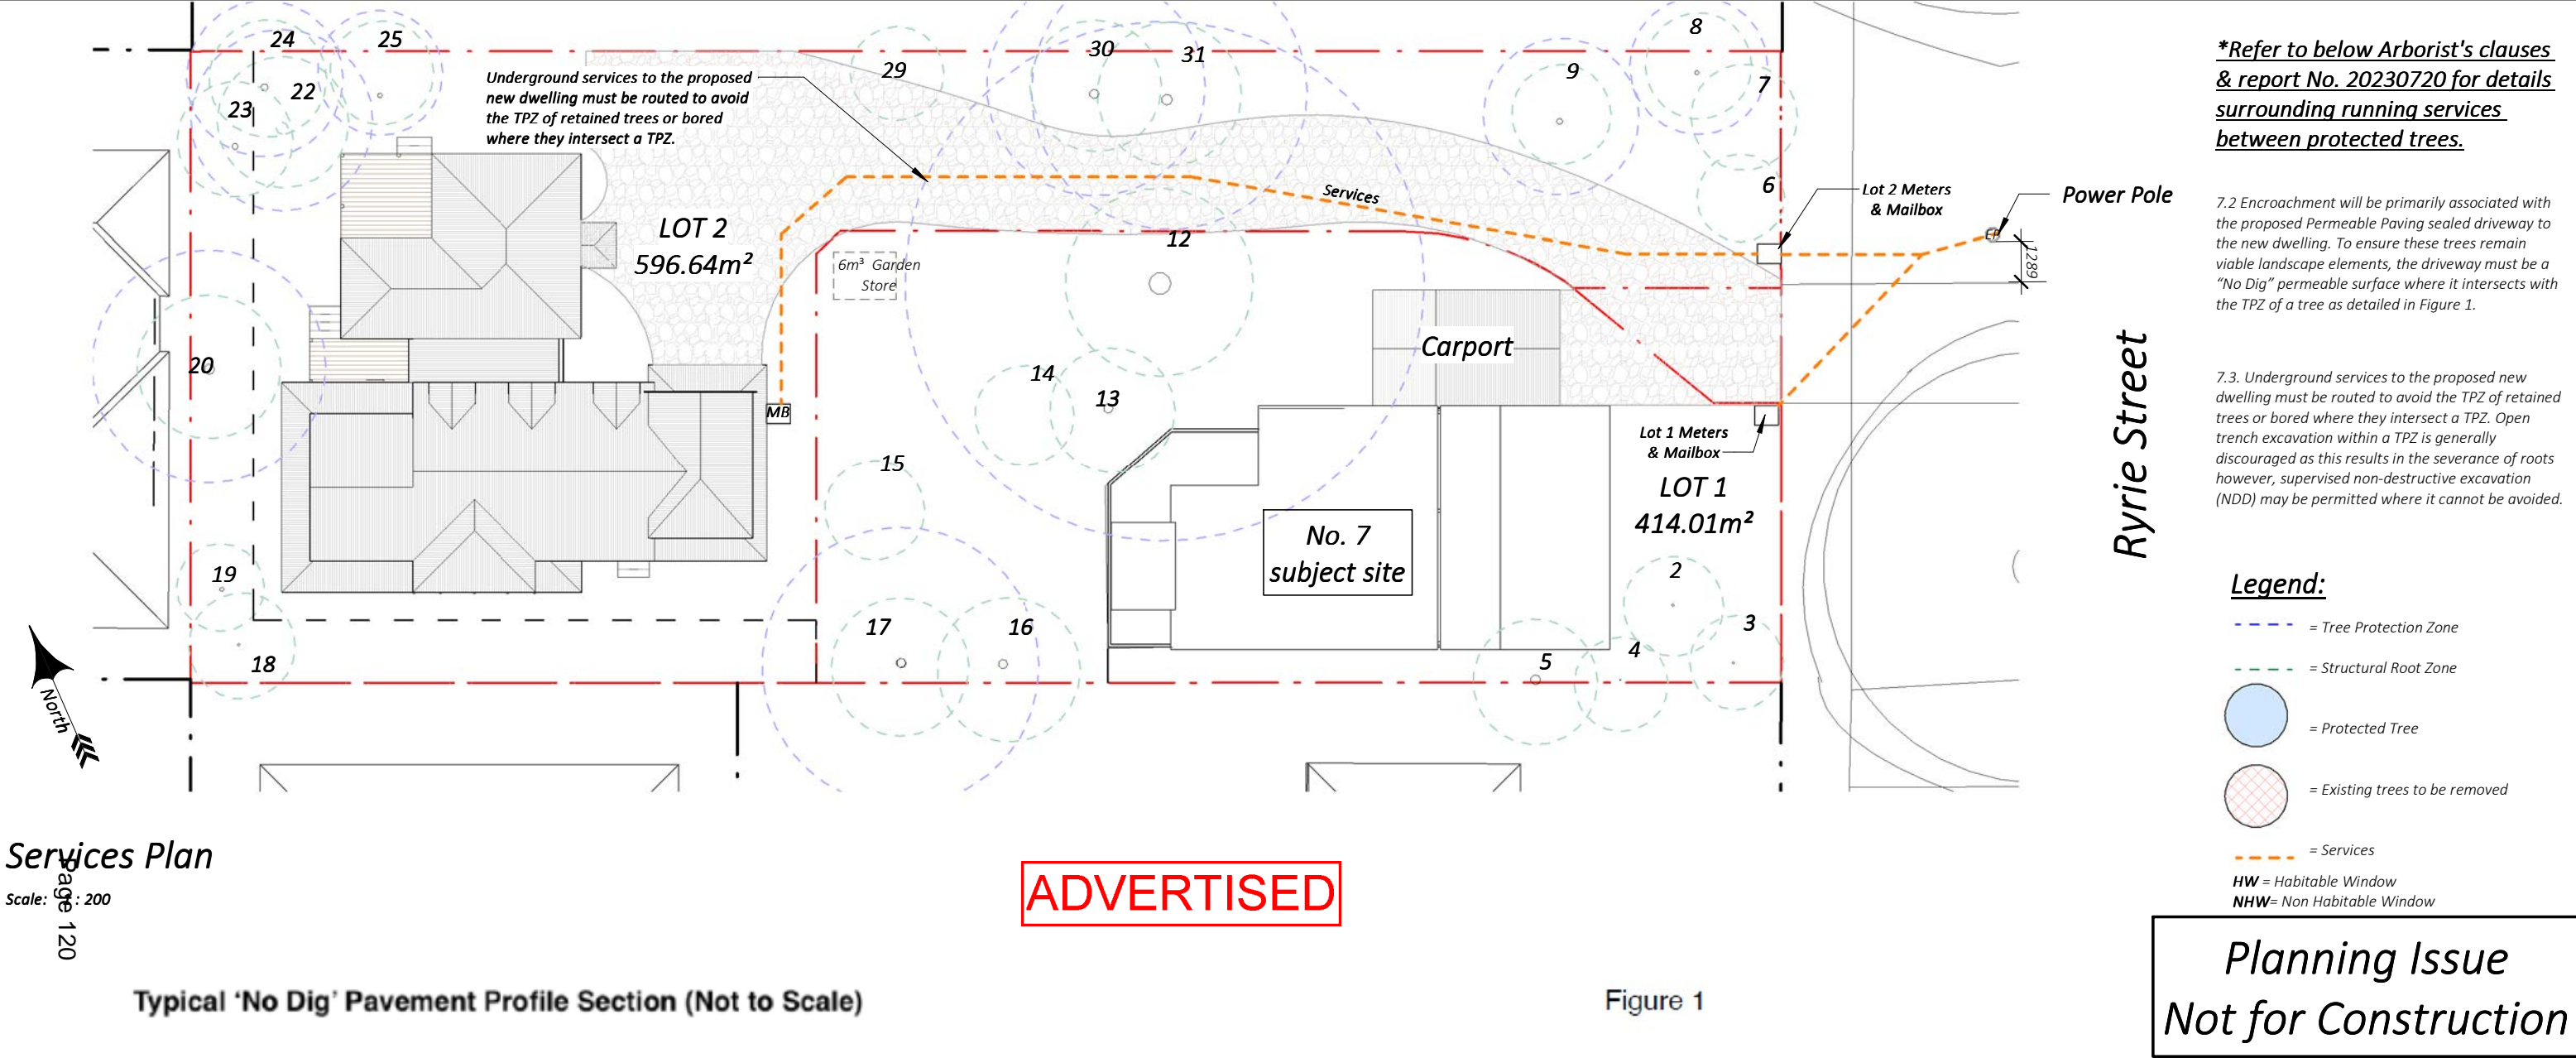 24
25
22
23
Underground services to the proposed
new dwelling must be routed to avoid
the TPZ of retained trees or bored
where they intersect a TPZ.
29
30
31
9
8
7
6
Services
Lot 2 Meters
& Mailbox
Power Pole
EP
1289
LOT 2
596.64m²
6m³ Garden
Store
12
Carport
14
13
20
MB
15
Lot 1 Meters
& Mailbox
LOT 1
414.01m²
No. 7
subject site
2
3
4
5
19
18
17
16
North
Ryrie Street
*Refer to below Arborist's clauses
& report No. 20230720 for details
surrounding running services
between protected trees.
7.2 Encroachment will be primarily associated with
the proposed Permeable Paving sealed driveway to
the new dwelling. To ensure these trees remain
viable landscape elements, the driveway must be a
“No Dig” permeable surface where it intersects with
the TPZ of a tree as detailed in Figure 1.
7.3. Underground services to the proposed new
dwelling must be routed to avoid the TPZ of retained
trees or bored where they intersect a TPZ. Open
trench excavation within a TPZ is generally
discouraged as this results in the severance of roots
however, supervised non-destructive excavation
(NDD) may be permitted where it cannot be avoided.
Legend:
= Tree Protection Zone
= Structural Root Zone
= Protected Tree
= Existing trees to be removed
= Services
HW = Habitable Window
NHW= Non Habitable Window
Services Plan
Scale: : 200
Page 120
ADVERTISED
Typical ‘No Dig’ Pavement Profile Section (Not to Scale)
Figure 1
Planning Issue
Not for Construction